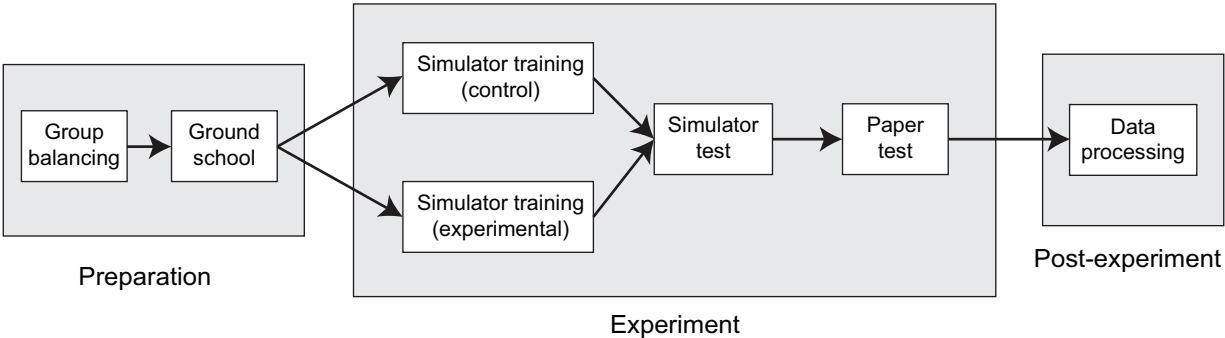 Group
balancing
Ground
school
Preparation
Simulator training
(control)
Simulator training
(experimental)
Simulator
test
Paper
test
Experiment
Data
processing
Post-experiment